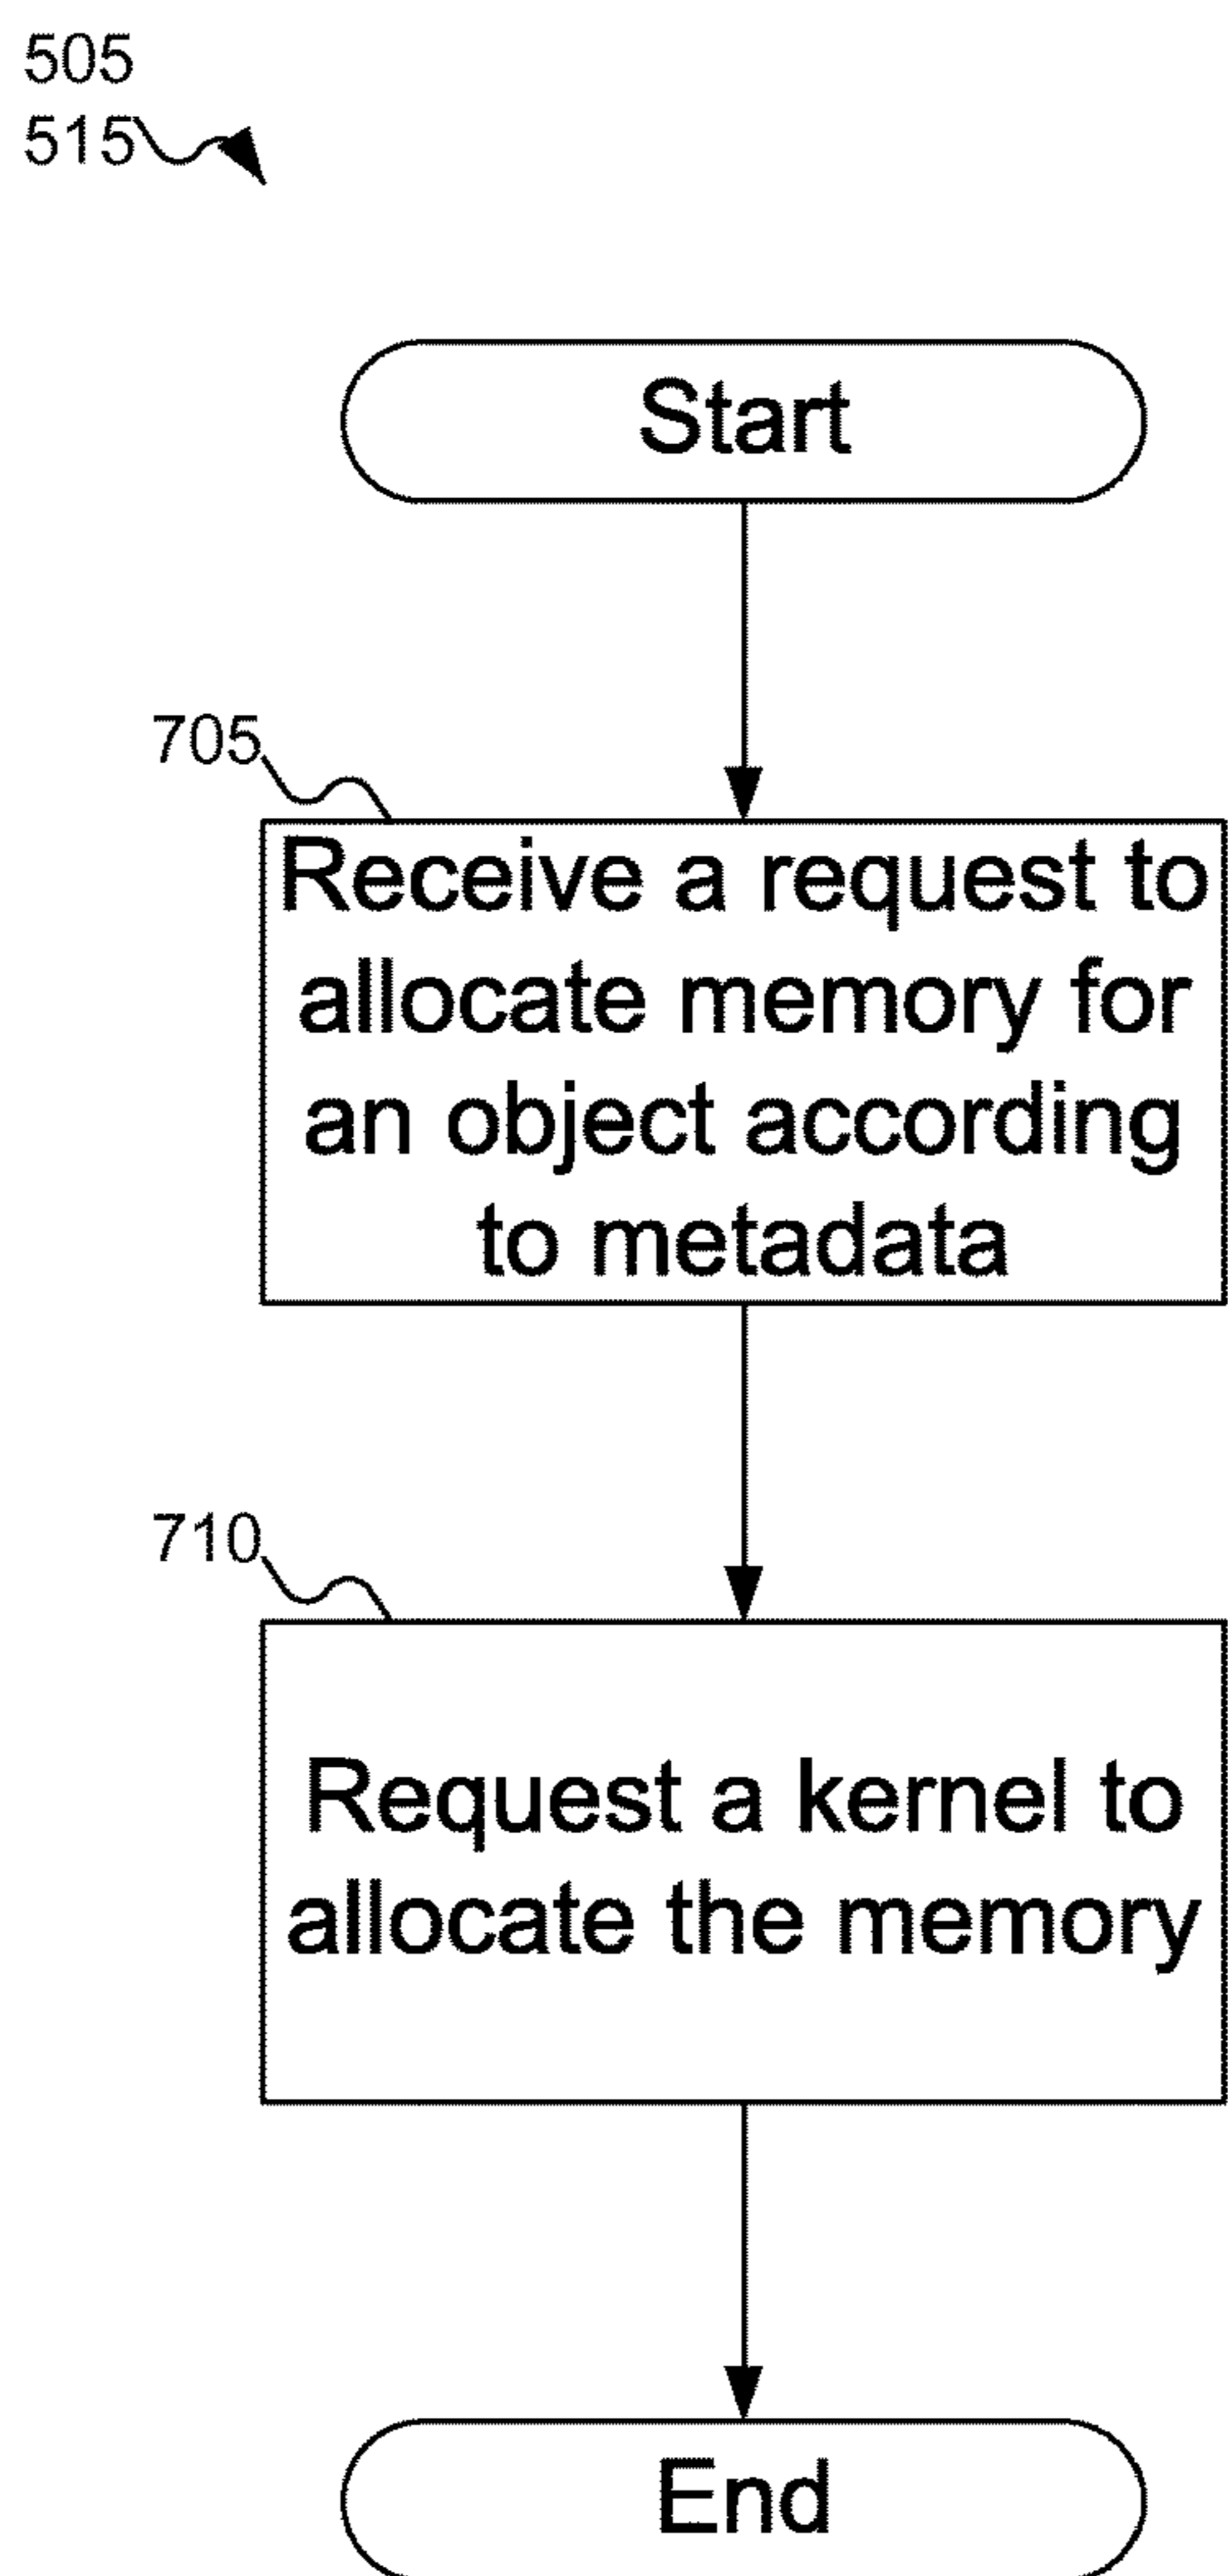 505
515
Start
705
Receive a request to
allocate memory for
an object according
to metadata
710
Request a kernel to
allocate the memory
End